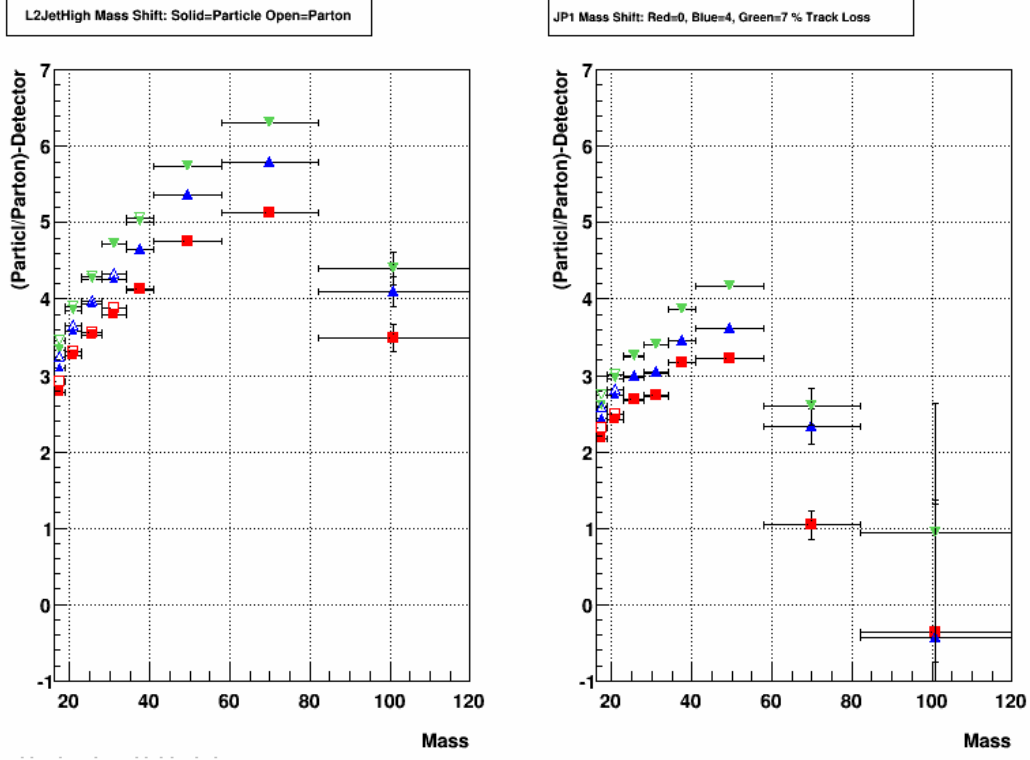 L2JetHigh Mass Shift: Solid=Particle Open=Parton
(Particl/Parton)-Detector
7
6
5
4
3
2
1
0
-1
20 40 60 80 100 120
Mass
JP1 Mass Shift: Red=0, Blue=4, Green=7 % Track Loss
(Particl/Parton)-Detector
7
6
5
4
3
2
1
0
-1
20 40 60 80 100 120
Mass